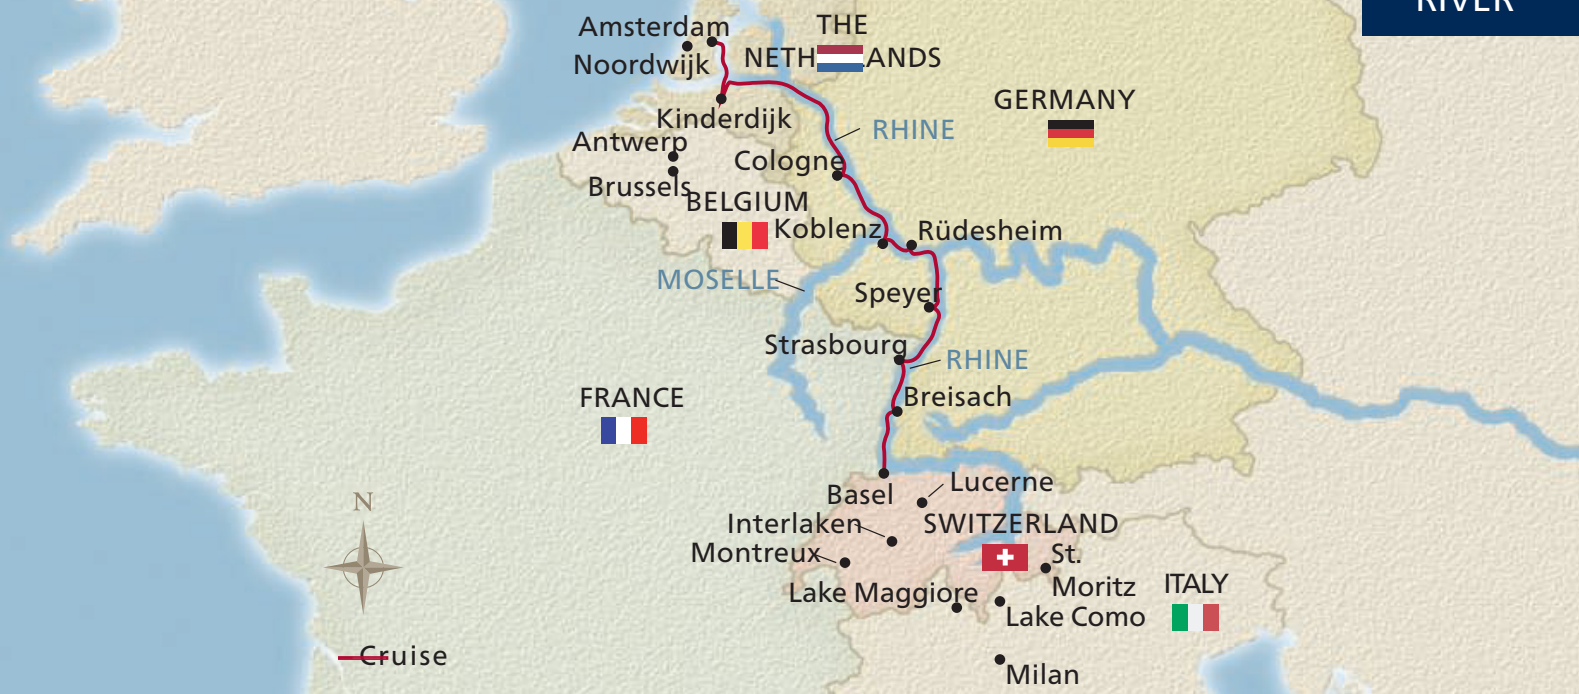 RIVER
Amsterdam
THE
NETH ANDS
Noordwijk
GERMANY
Kinderdijk
RHINE
Antwerp
Cologne
Brussels
BELGIUM
Koblenz
Rüdesheim
MOSELLE
Speyer
Strasbourg
RHINE
FRANCE
Breisach
Lucerne
Basel
N
Interlaken
SWITZERLAND
Montreux
St.
Moritz
ITALY
Lake Maggiore
Lake Como
Cruise
Milan